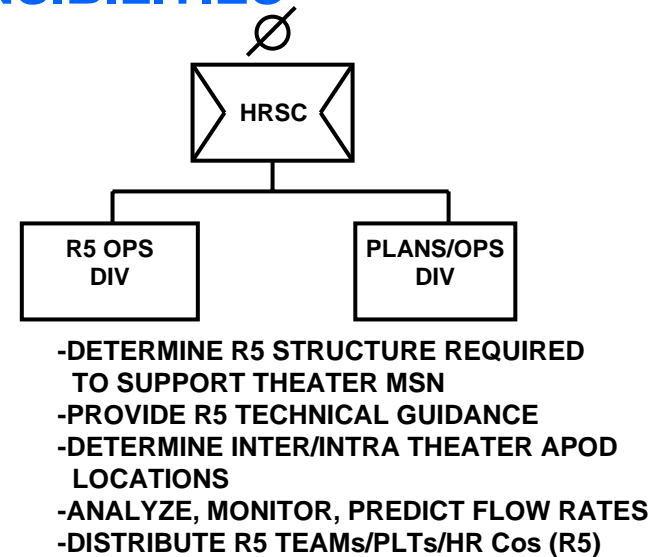 HRSC
R5 OPS
DIV
PLANS/OPS
DIV
-DETERMINE R5 STRUCTURE REQUIRED
TO SUPPORT THEATER MSN
-PROVIDE R5 TECHNICAL GUIDANCE
-DETERMINE INTER/INTRA THEATER APOD
LOCATIONS
-ANALYZE, MONITOR, PREDICT FLOW RATES
-DISTRIBUTE R5 TEAMs/PLTs/HR Cos (R5)